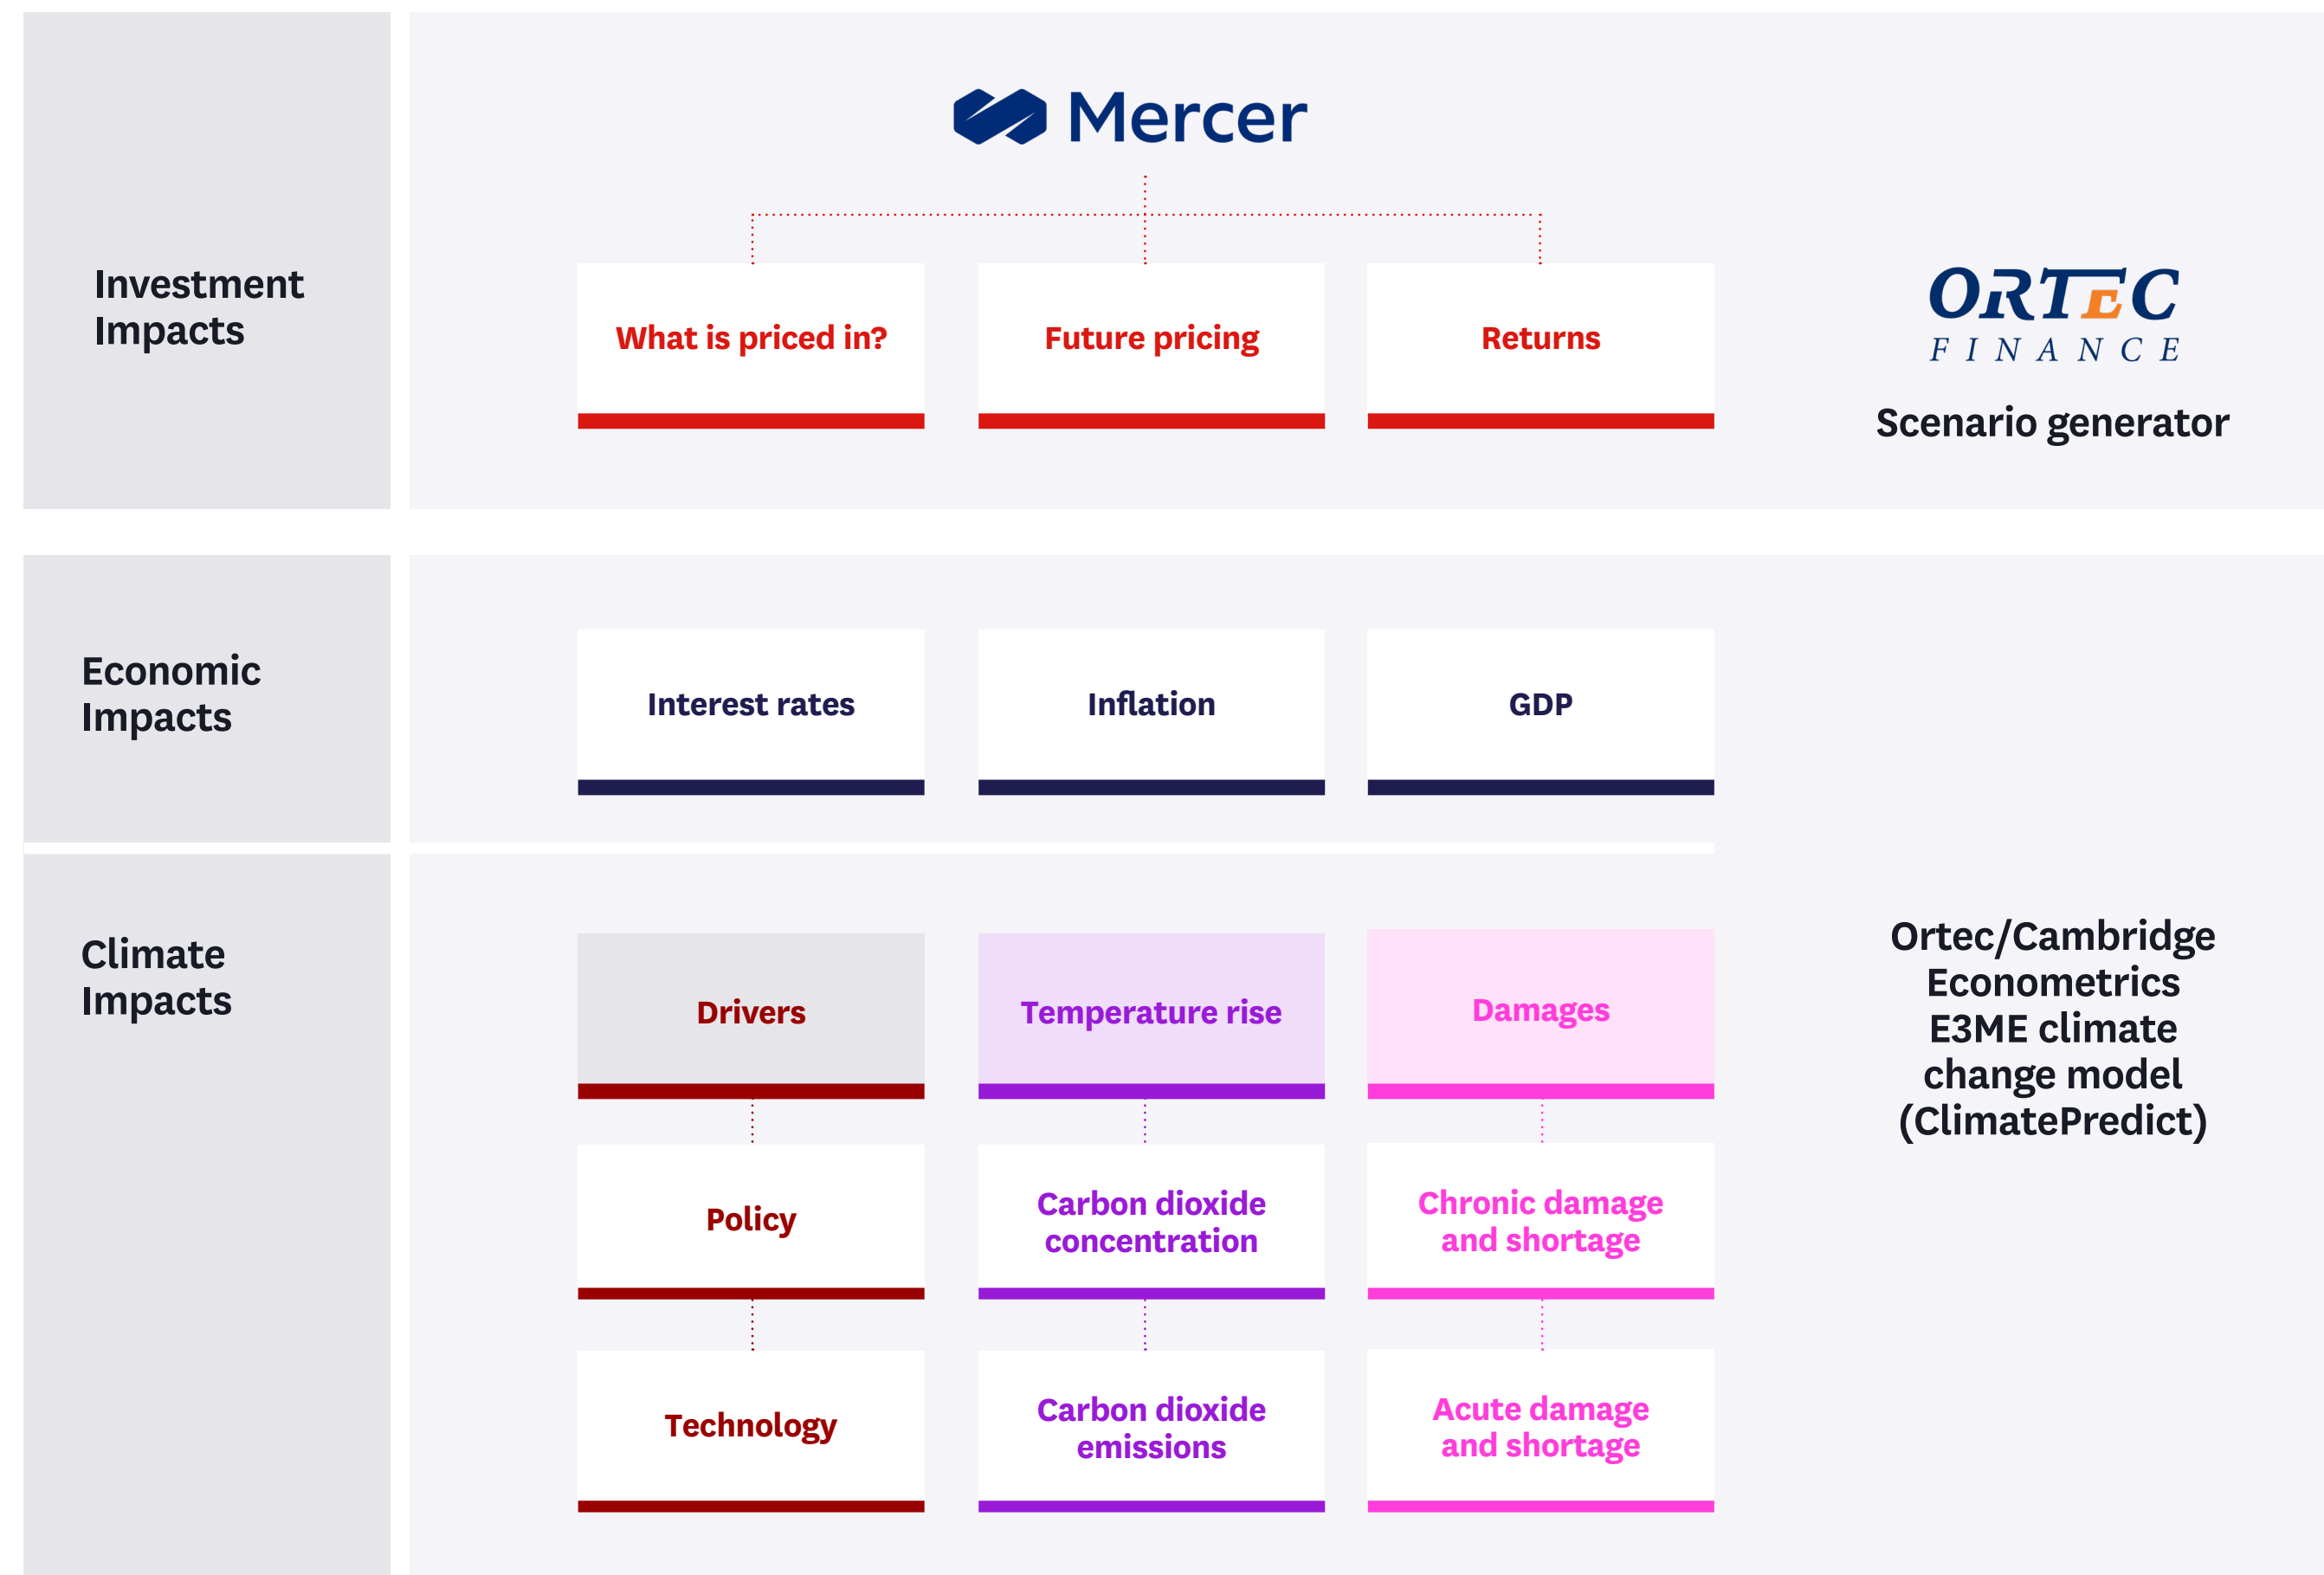 Mercer
Investment
Impacts
What is priced in?
Future pricing
Returns
ORTEC
FINANCE
Scenario generator
Economic
Impacts
Interest rates
Inflation
GDP
Climate
Impacts
Drivers
Temperature rise
Damages
Ortec/Cambridge
Econometrics
E3ME climate
change model
(ClimatePredict)
Policy
Carbon dioxide
concentration
Chronic damage
and shortage
Technology
Carbon dioxide
emissions
Acute damage
and shortage